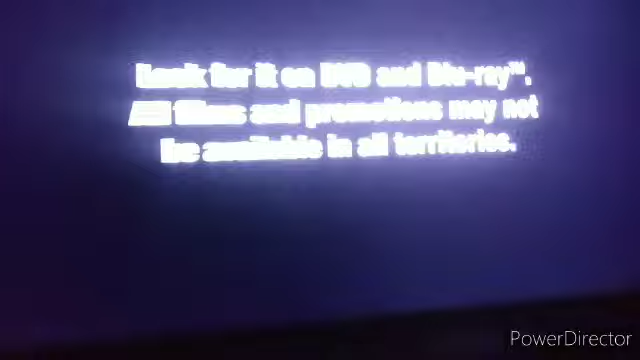 Look for it on DVD and Blu-ray™.
All films and promotions may not
be available in all territories.
PowerDirector